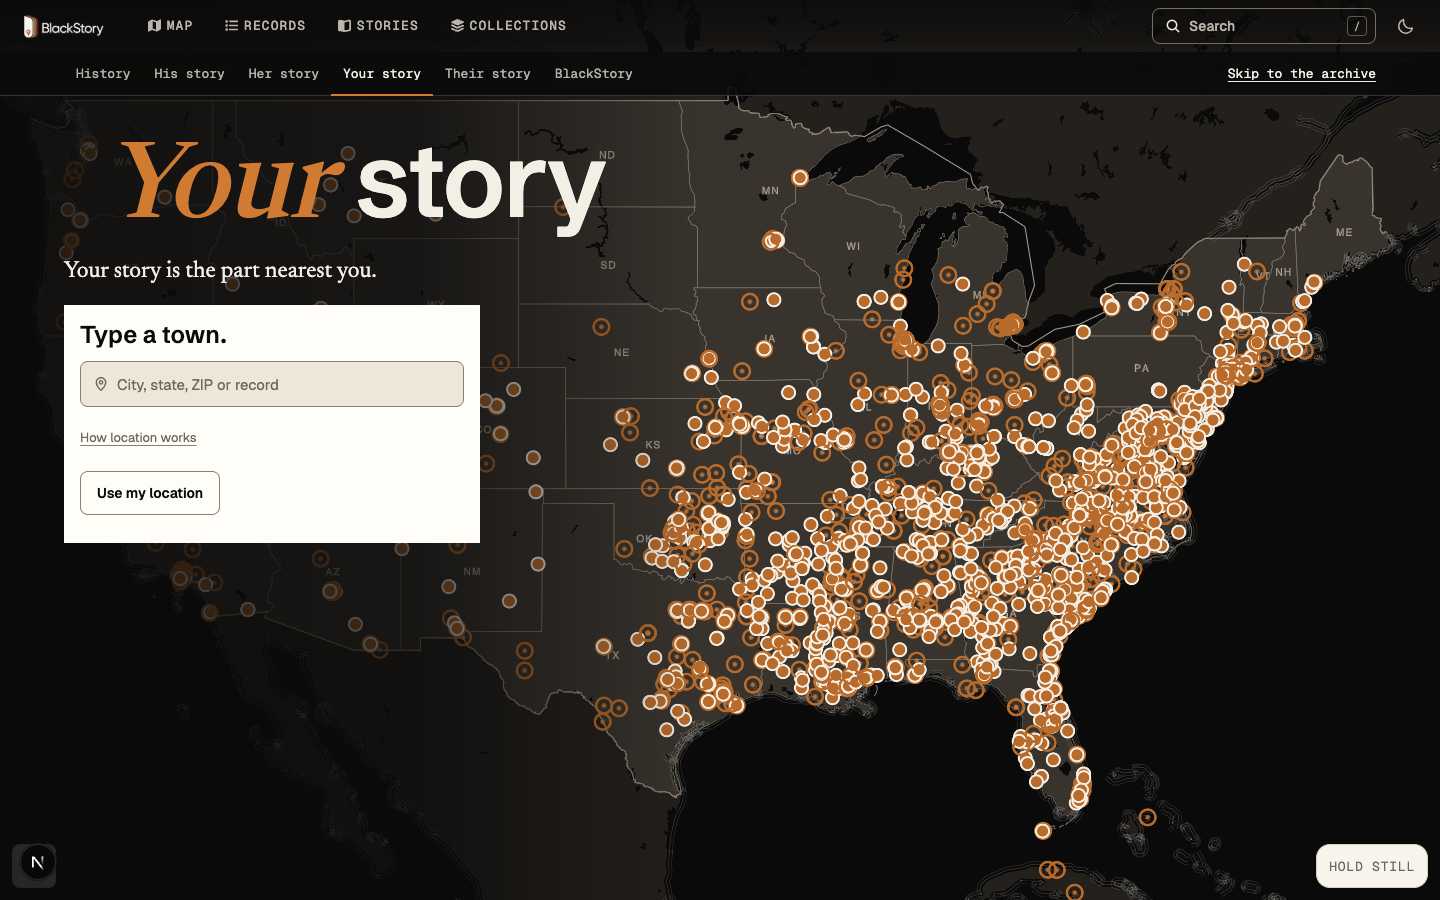 BlackStory
MAP
RECORDS
STORIES
COLLECTIONS
Search
/
History
His story
Her story
Your story
Their story
BlackStory
Skip to the archive
Your story
Your story is the part nearest you.
Type a town.
City, state, ZIP or record
How location works
Use my location
WA
ND
MN
ID
SD
WI
ME
NH
WY
IA
NE
PA
KS
OK
AZ
NM
TX
N
HOLD STILL